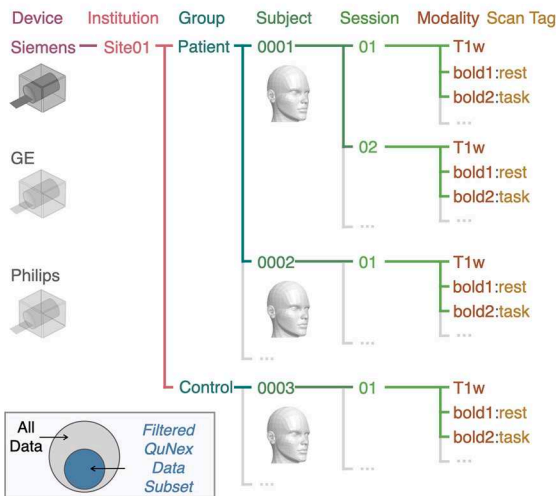 Device Institution Group Subject Session Modality Scan Tag
Siemens Site01 Patient 0001 01 T1w
bold1:rest
bold2:task
...
GE
02 T1w
bold1:rest
bold2:task
...
...
Philips
0002 01 T1w
bold1:rest
bold2:task
...
...
...
Control 0003 01 T1w
bold1:rest
bold2:task
...
...
...
All
Data
Filtered
QuNex
Data
Subset